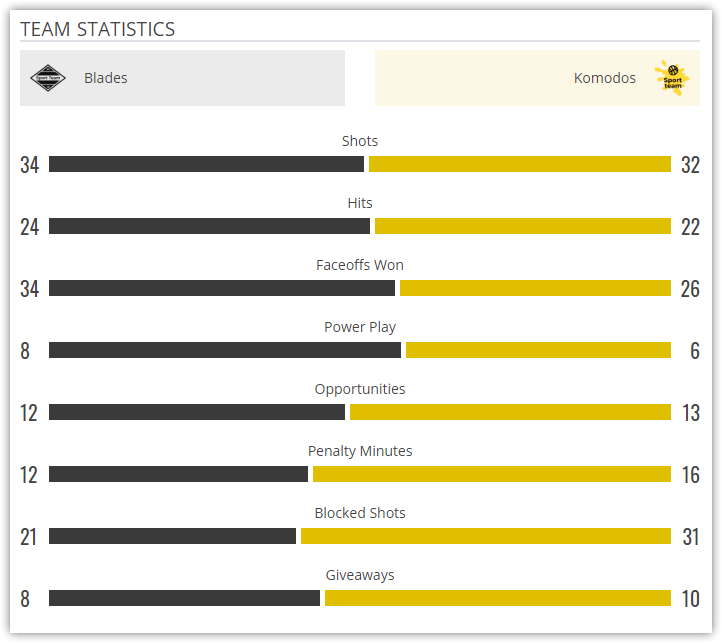 TEAM STATISTICS
Sport Team
Blades
Komodos
Sport
team
Shots
34
32
Hits
24
22
Faceoffs Won
34
26
Power Play
8
6
Opportunities
12
13
Penalty Minutes
12
16
Blocked Shots
21
31
Giveaways
8
10